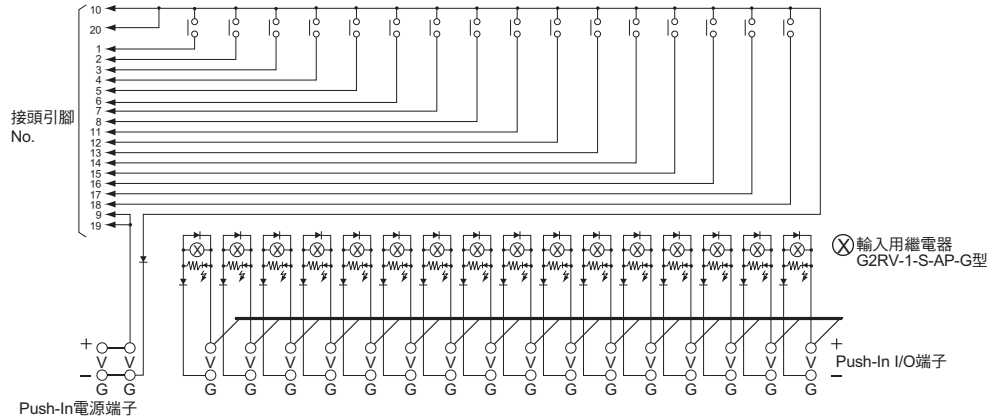 10
20
1
2
3
4
5
6
7
8
11
12
13
14
15
16
17
18
9
19
接頭引腳
No.
X 輸入用繼電器
G2RV-1-S-AP-G型
+ V V V V V V V V V V V V V V V V V V +
− G G G G G G G G G G G G G G G G G G −
Push-In I/O端子
Push-In電源端子